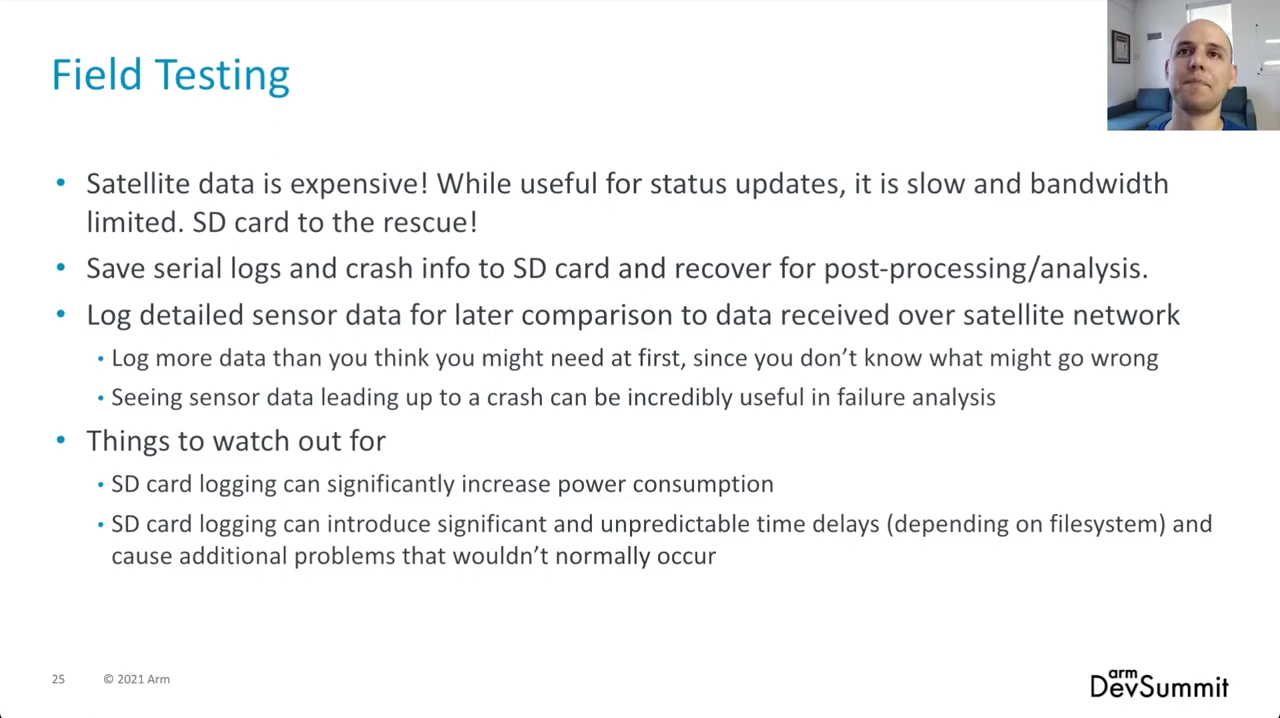 Field Testing
• Satellite data is expensive! While useful for status updates, it is slow and bandwidth
limited. SD card to the rescue!
• Save serial logs and crash info to SD card and recover for post-processing/analysis.
• Log detailed sensor data for later comparison to data received over satellite network
• Log more data than you think you might need at first, since you don’t know what might go wrong
• Seeing sensor data leading up to a crash can be incredibly useful in failure analysis
• Things to watch out for
• SD card logging can significantly increase power consumption
• SD card logging can introduce significant and unpredictable time delays (depending on filesystem) and
cause additional problems that wouldn’t normally occur
25 © 2021 Arm
arm
DevSummit